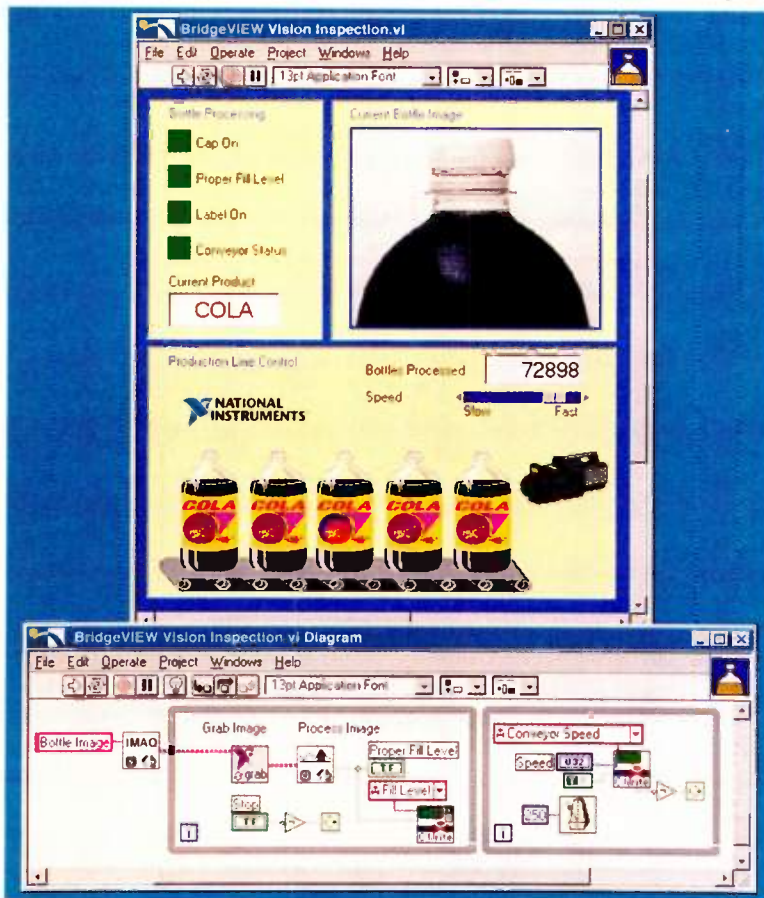 BridgeVIEW Vision Inspection.vi
File Edit Operate Project Windows Help
13pt Application Font
Bottle Processing
Cap On
Proper Fill Level
Label On
Conveyor Status
Current Product
COLA
Current Bottle Image
Production Line Control
NATIONAL
INSTRUMENTS
Bottles Processed 72898
Speed
Slow Fast
COLA COLA COLA COLA COLA
BridgeVIEW Vision Inspection vi Diagram
File Edit Operate Project Windows Help
13pt Application Font
Bottle Image
IMAQ
Grab Image
grab
Process Image
Proper Fill Level
TF
Fill Level
Stop
TF
i
Conveyor Speed
Speed
U32
250
i